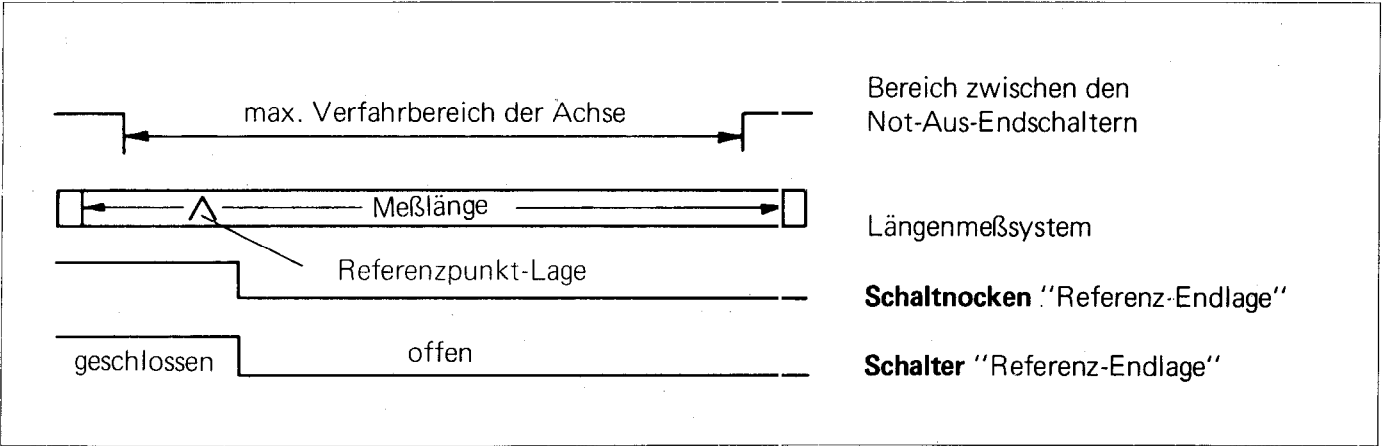 max. Verfahrbereich der Achse
Bereich zwischen den
Not-Aus-Endschaltern
Meßlänge
Längenmeßsystem
Referenzpunkt-Lage
Schaltnocken "Referenz-Endlage"
geschlossen
offen
Schalter "Referenz-Endlage"